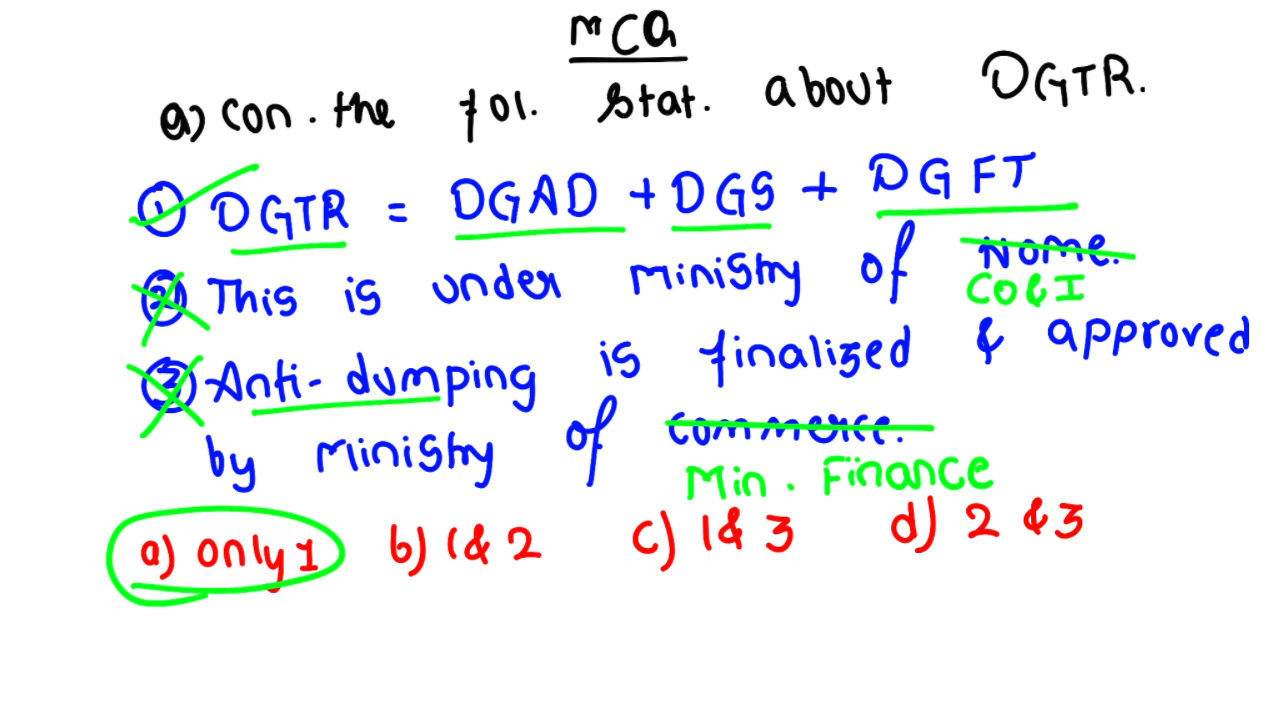 MCQ
Q) Con. the fol. Stat. about DGTR.
① DGTR = DGAD + DGS + DGFT
② This is under Ministry of Home.
CO & I
③ Anti-dumping is finalized & approved
by Ministry of commerce.
Min. Finance
a) only 1 b) 1 & 2 c) 1 & 3 d) 2 & 3